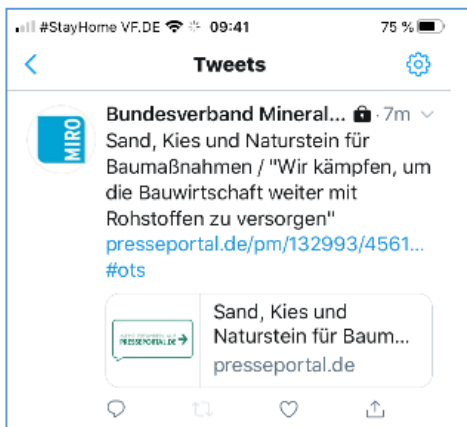 #StayHome VF.DE 09:41 75 %
Tweets
MIRO
Bundesverband Mineral... · 7m
Sand, Kies und Naturstein für
Baumaßnahmen / "Wir kämpfen, um
die Bauwirtschaft weiter mit
Rohstoffen zu versorgen"
presseportal.de/pm/132993/4561...
#ots
PRESSEPORTAL.DE
Sand, Kies und
Naturstein für Baum...
presseportal.de